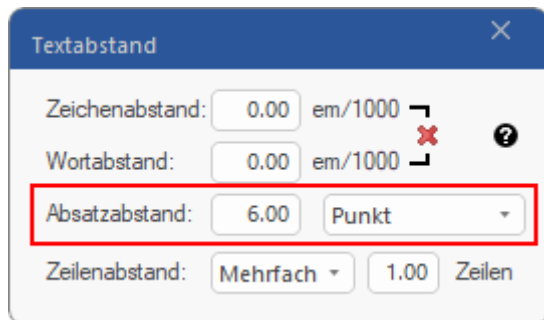 Textabstand
Zeichenabstand: 0.00 em/1000
Wortabstand: 0.00 em/1000
Absatzabstand: 6.00 Punkt
Zeilenabstand: Mehrfach 1.00 Zeilen